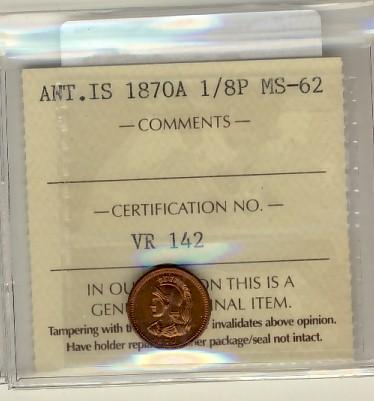 ANT.IS 1870A 1/8P MS-62
— COMMENTS —
— CERTIFICATION NO. —
VR 142
IN OU ON THIS IS A
GEN NAL ITEM.
Tampering with t invalidates above opinion.
Have holder rep er package/seal not intact.